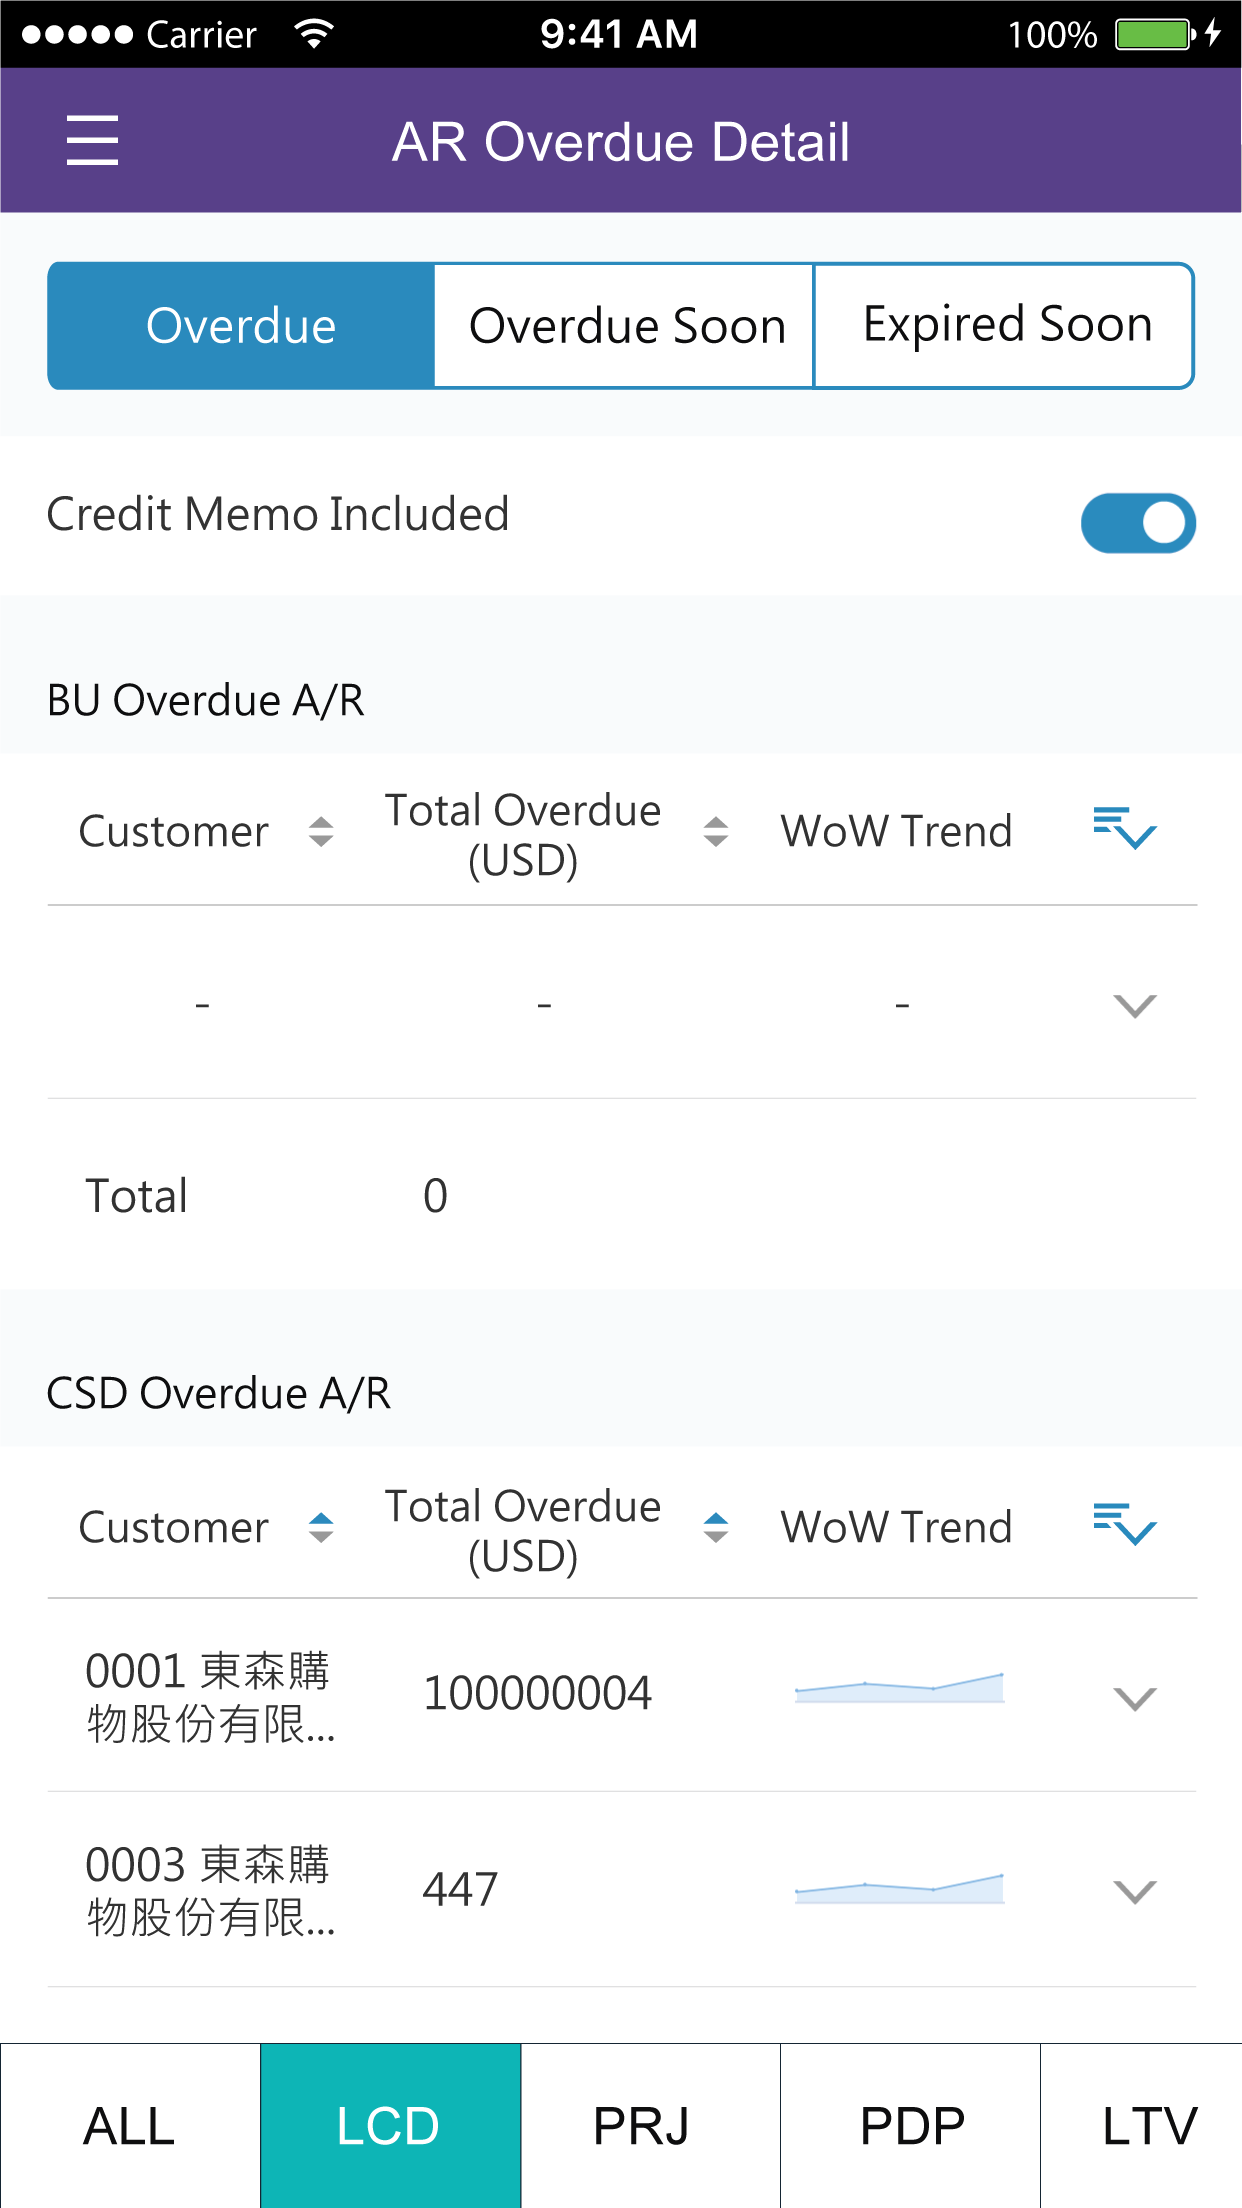 Carrier 9:41 AM 100%
AR Overdue Detail
Overdue Overdue Soon Expired Soon
Credit Memo Included
BU Overdue A/R
Customer Total Overdue (USD) WoW Trend
- - -
Total 0
CSD Overdue A/R
Customer Total Overdue (USD) WoW Trend
0001 東森購
物股份有限...
100000004
0003 東森購
物股份有限...
447
ALL LCD PRJ PDP LTV